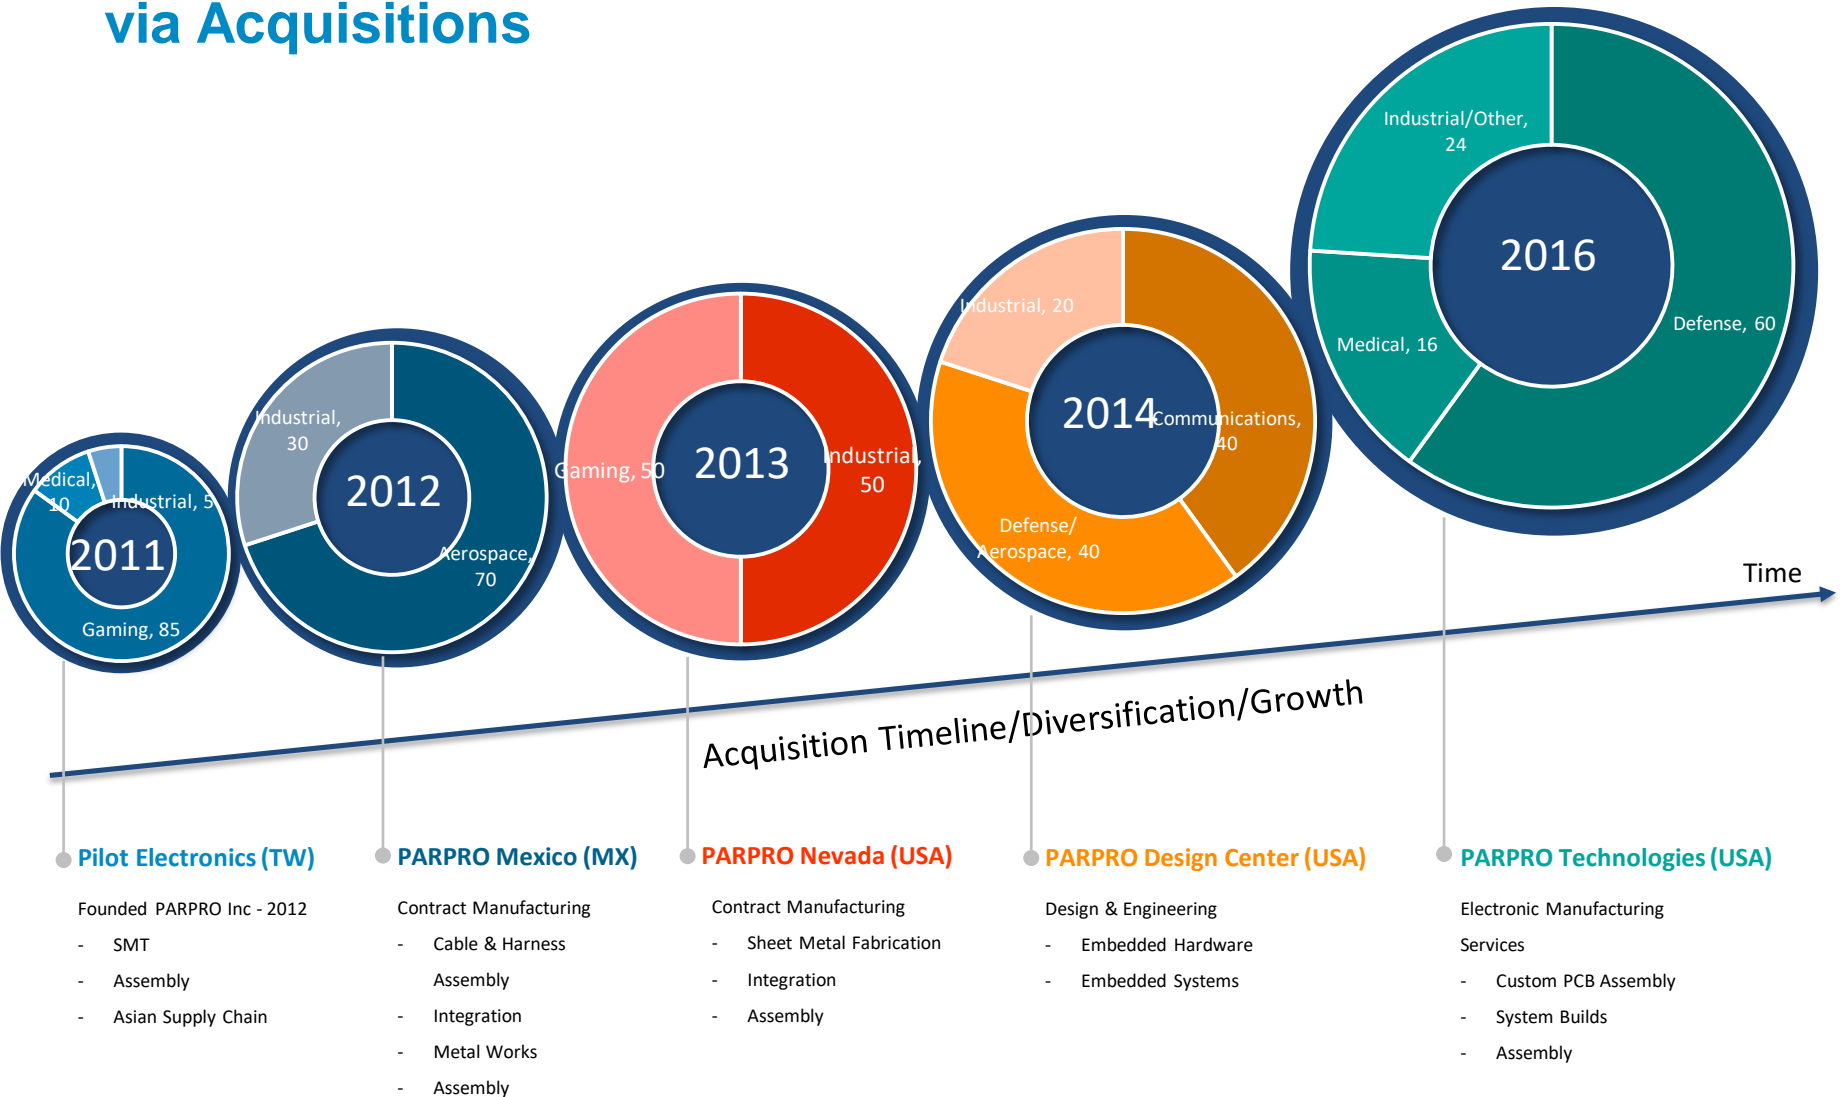 via Acquisitions
Medical,
10
Industrial, 5
2011
Gaming, 85
Industrial,
30
2012
Aerospace,
70
Gaming, 50
2013
Industrial,
50
Industrial, 20
2014
Communications,
40
Defense/
Aerospace, 40
Industrial/Other,
24
2016
Medical, 16
Defense, 60
Time
Acquisition Timeline/Diversification/Growth
Pilot Electronics (TW)
Founded PARPRO Inc - 2012
- SMT
- Assembly
- Asian Supply Chain
PARPRO Mexico (MX)
Contract Manufacturing
- Cable & Harness
Assembly
- Integration
- Metal Works
- Assembly
PARPRO Nevada (USA)
Contract Manufacturing
- Sheet Metal Fabrication
- Integration
- Assembly
PARPRO Design Center (USA)
Design & Engineering
- Embedded Hardware
- Embedded Systems
PARPRO Technologies (USA)
Electronic Manufacturing
Services
- Custom PCB Assembly
- System Builds
- Assembly